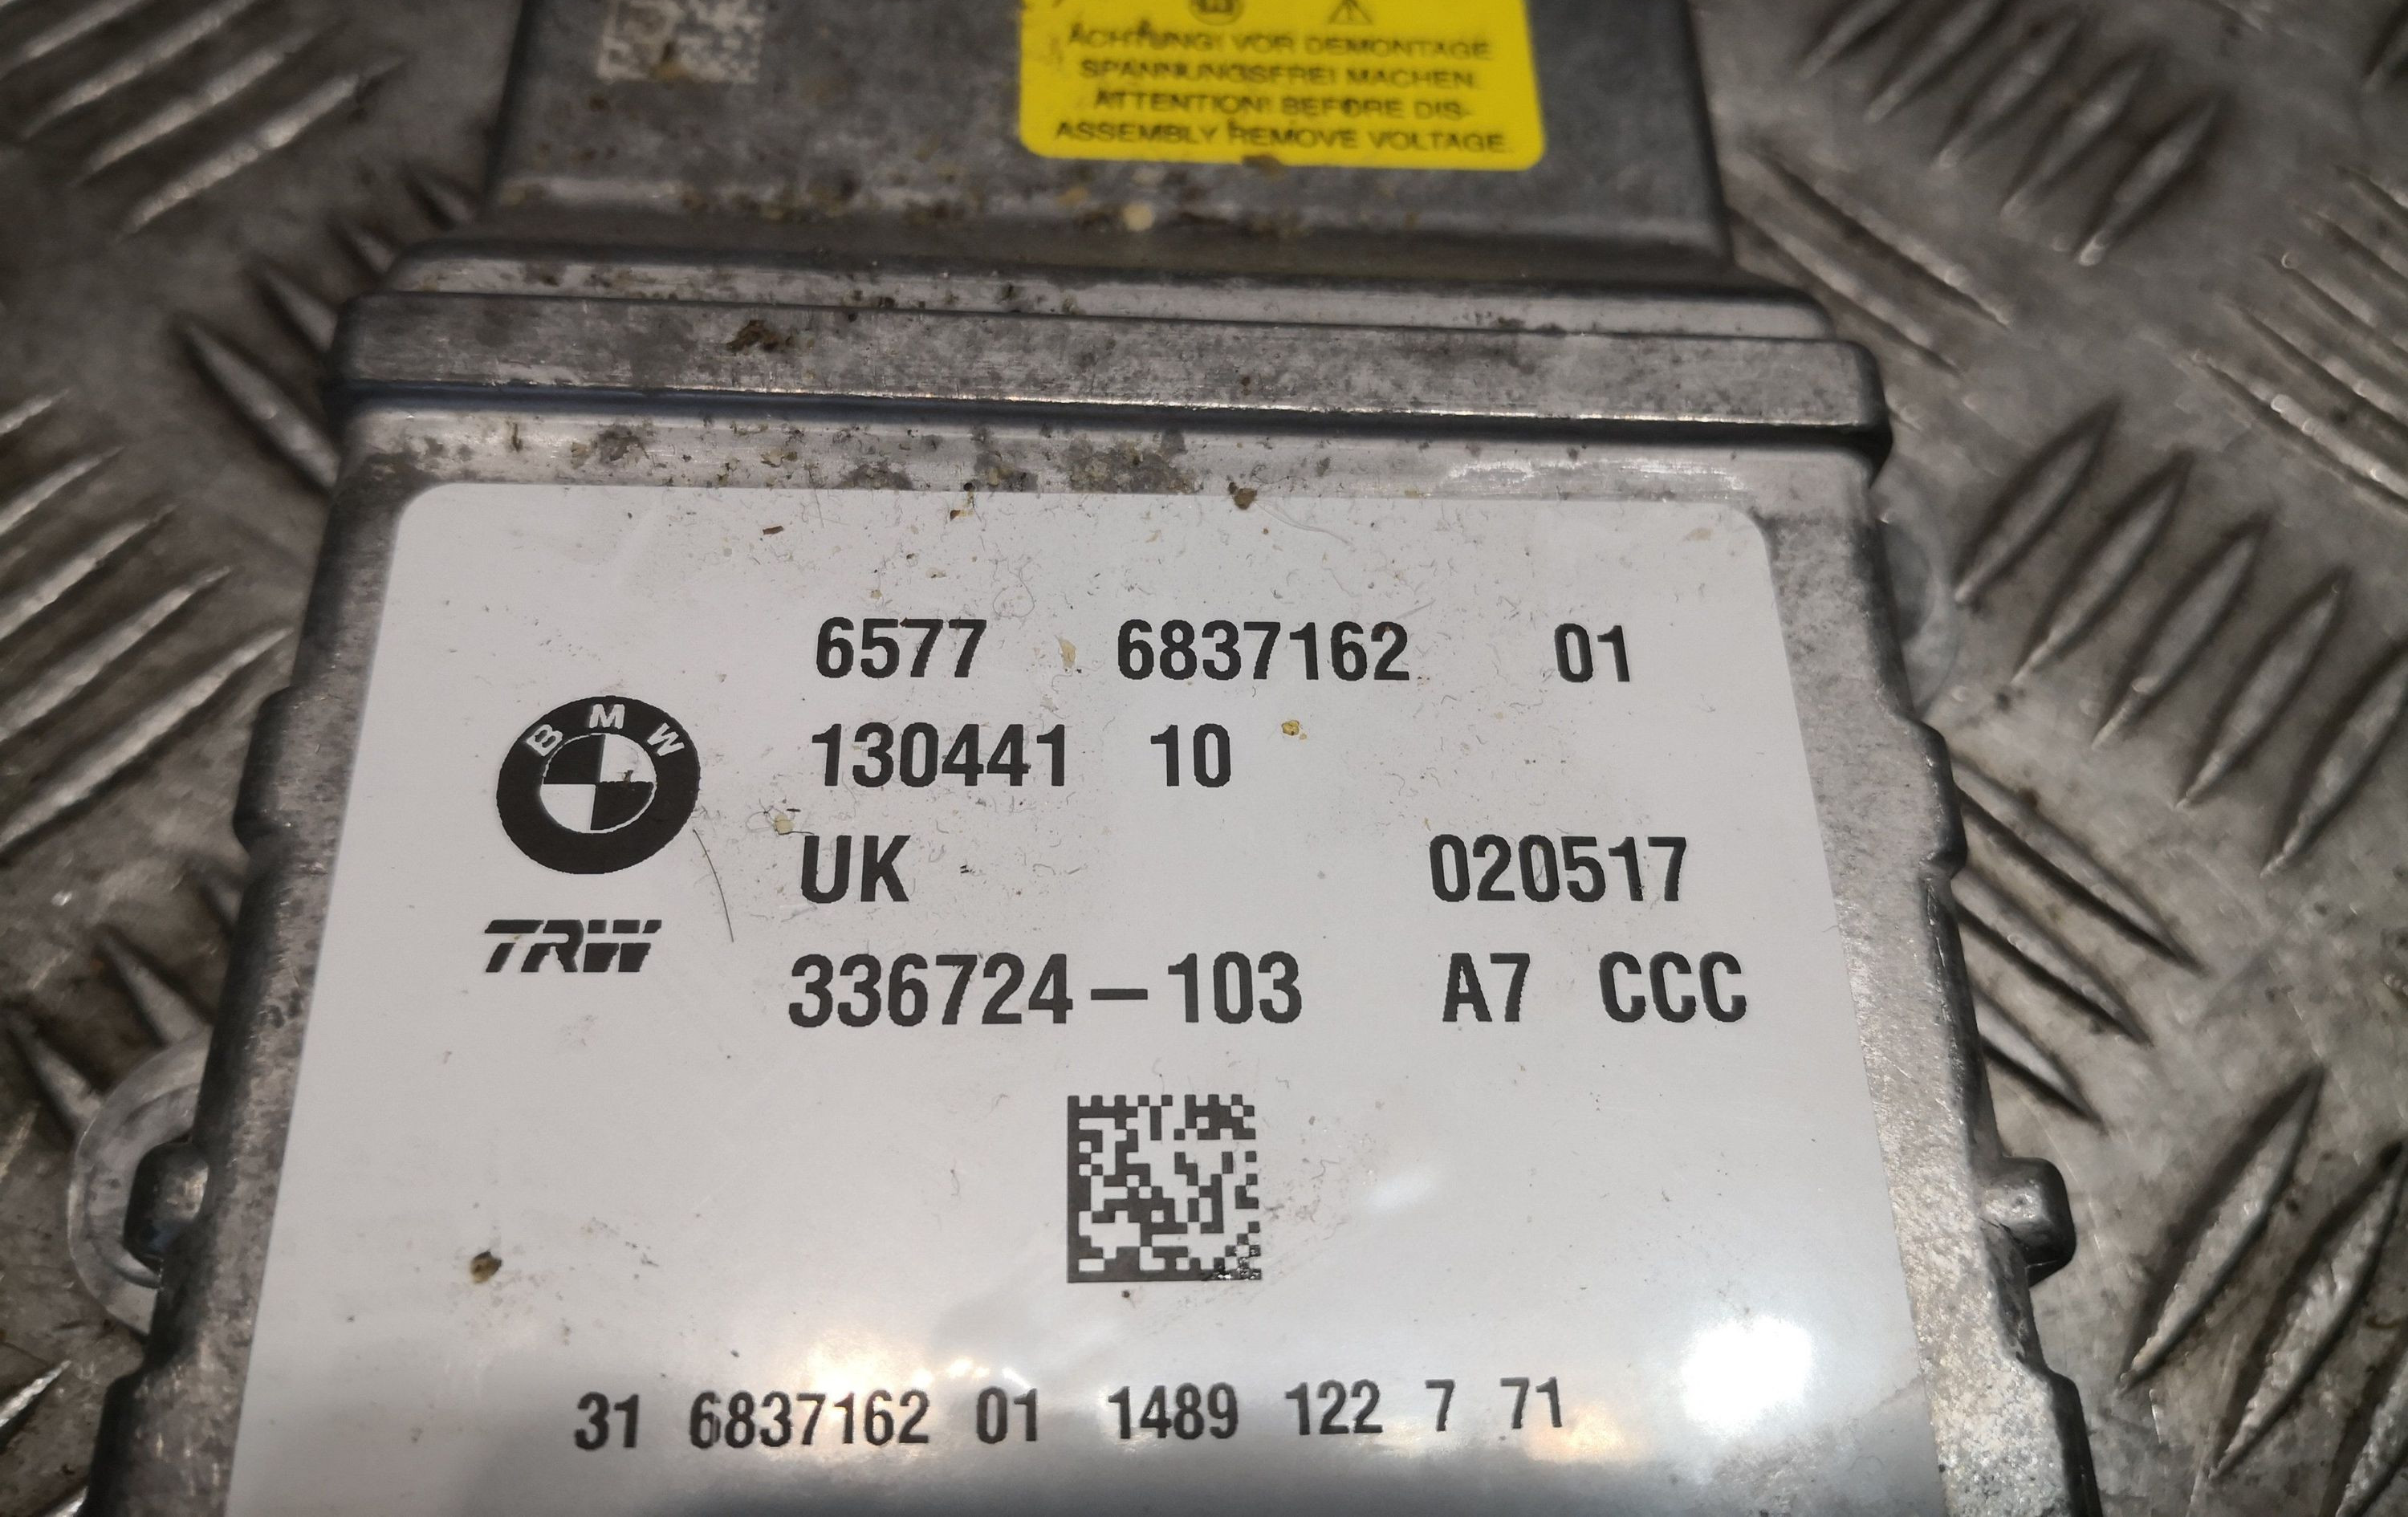 ACHTUNG! VOR DEMONTAGE
SPANNUNGSFREI MACHEN.
ATTENTION! BEFORE DIS-
ASSEMBLY REMOVE VOLTAGE.
6577 6837162 01
BMW
130441 10
UK 020517
TRW
336724-103 A7 CCC
31 6837162 01 1489 122 7 71